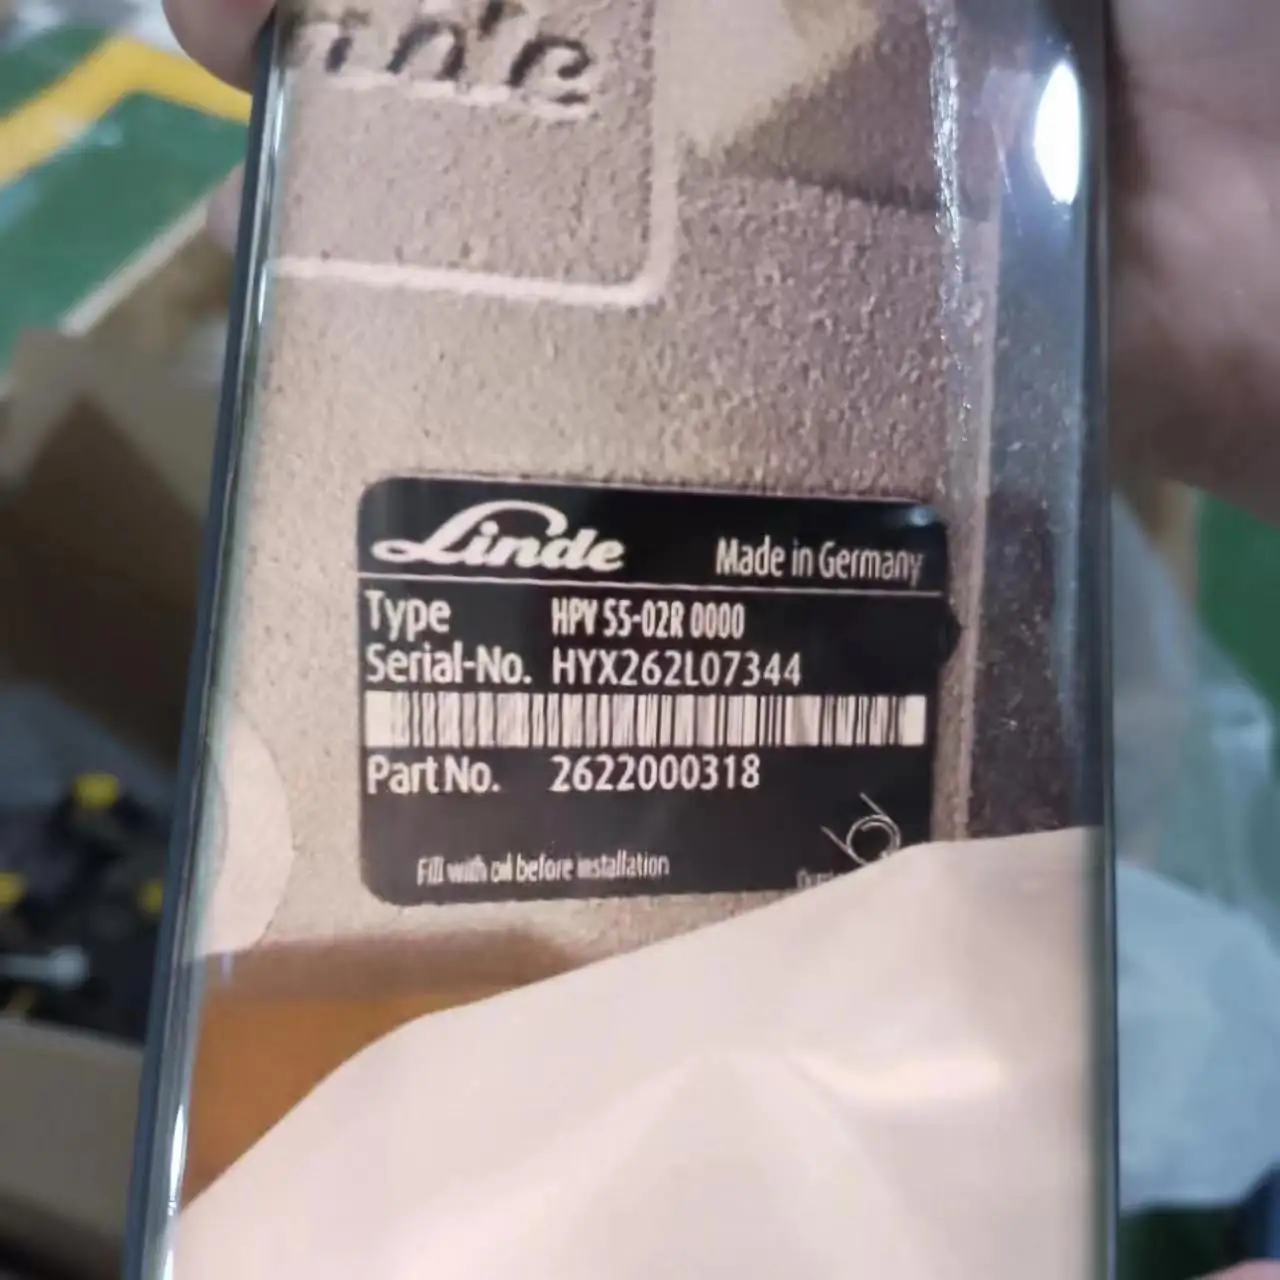 Linde
Made in Germany
Type HPV 55-02R 0000
Serial-No. HYX262L07344
Part No. 2622000318
Fill with oil before installation